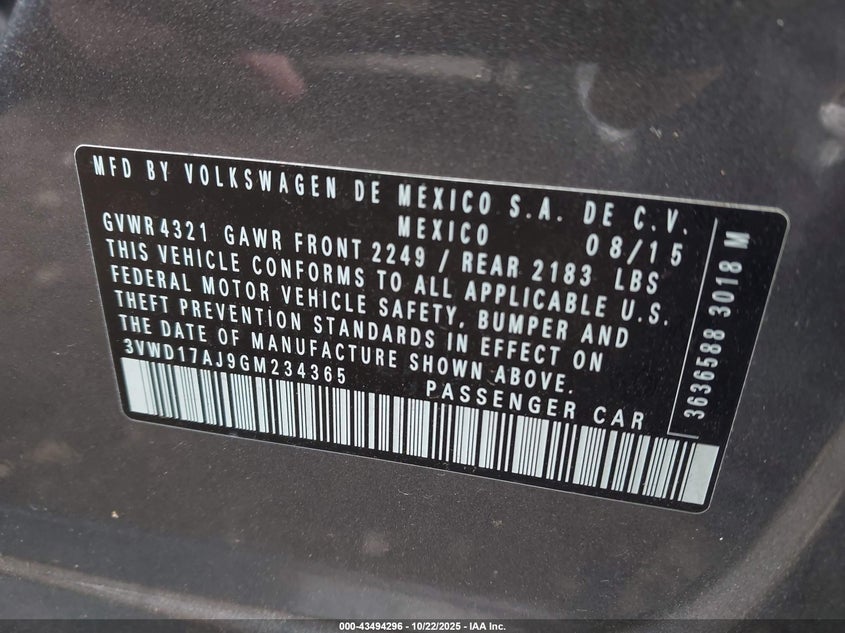 MFD BY VOLKSWAGEN DE MEXICO S.A. DE C.V.
MEXICO 08/15
GVWR 4321 GAWR FRONT 2249 / REAR 2183 LBS
THIS VEHICLE CONFORMS TO ALL APPLICABLE U.S.
FEDERAL MOTOR VEHICLE SAFETY, BUMPER AND
THEFT PREVENTION STANDARDS IN EFFECT ON
THE DATE OF MANUFACTURE SHOWN ABOVE.
3VWD17AJ9GM234365 PASSENGER CAR
3636588 3018 M
000-43494296 - 10/22/2025 - IAA Inc.